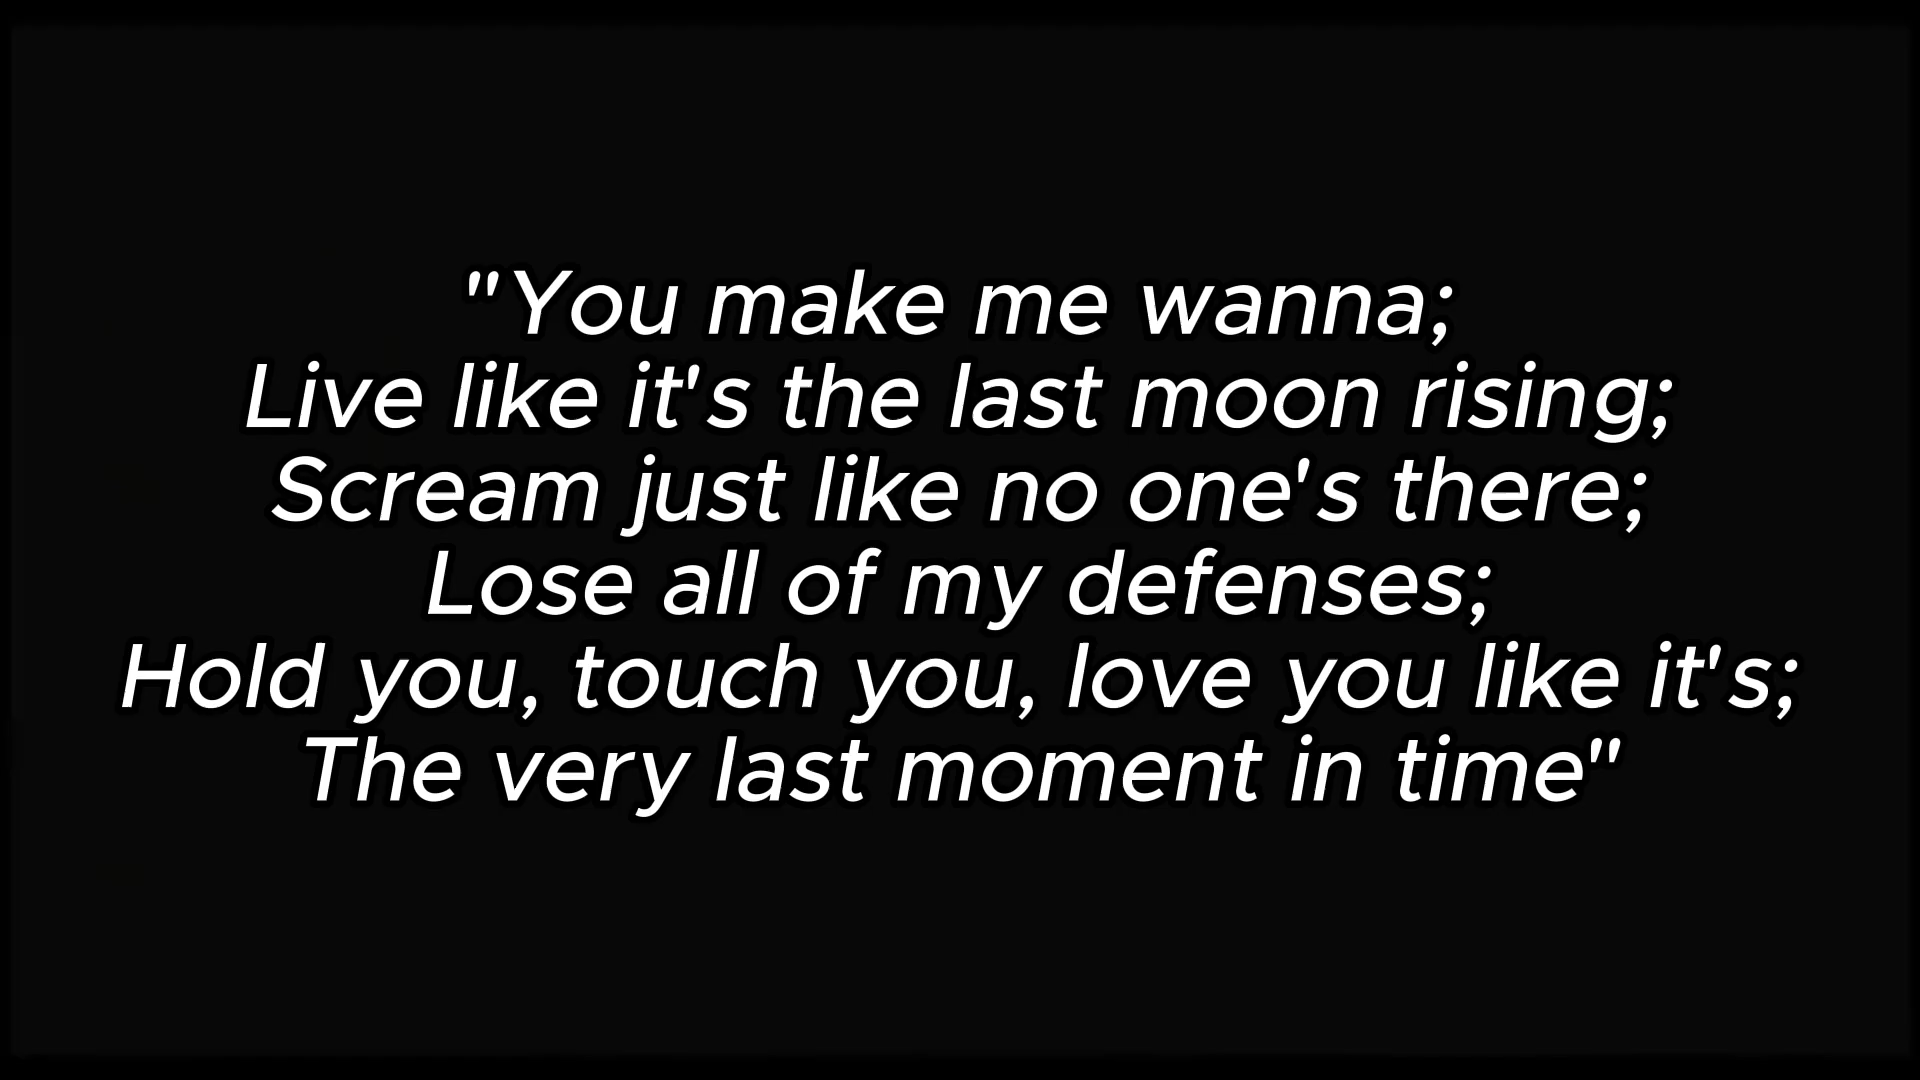 "You make me wanna;
Live like it's the last moon rising;
Scream just like no one's there;
Lose all of my defenses;
Hold you, touch you, love you like it's;
The very last moment in time"